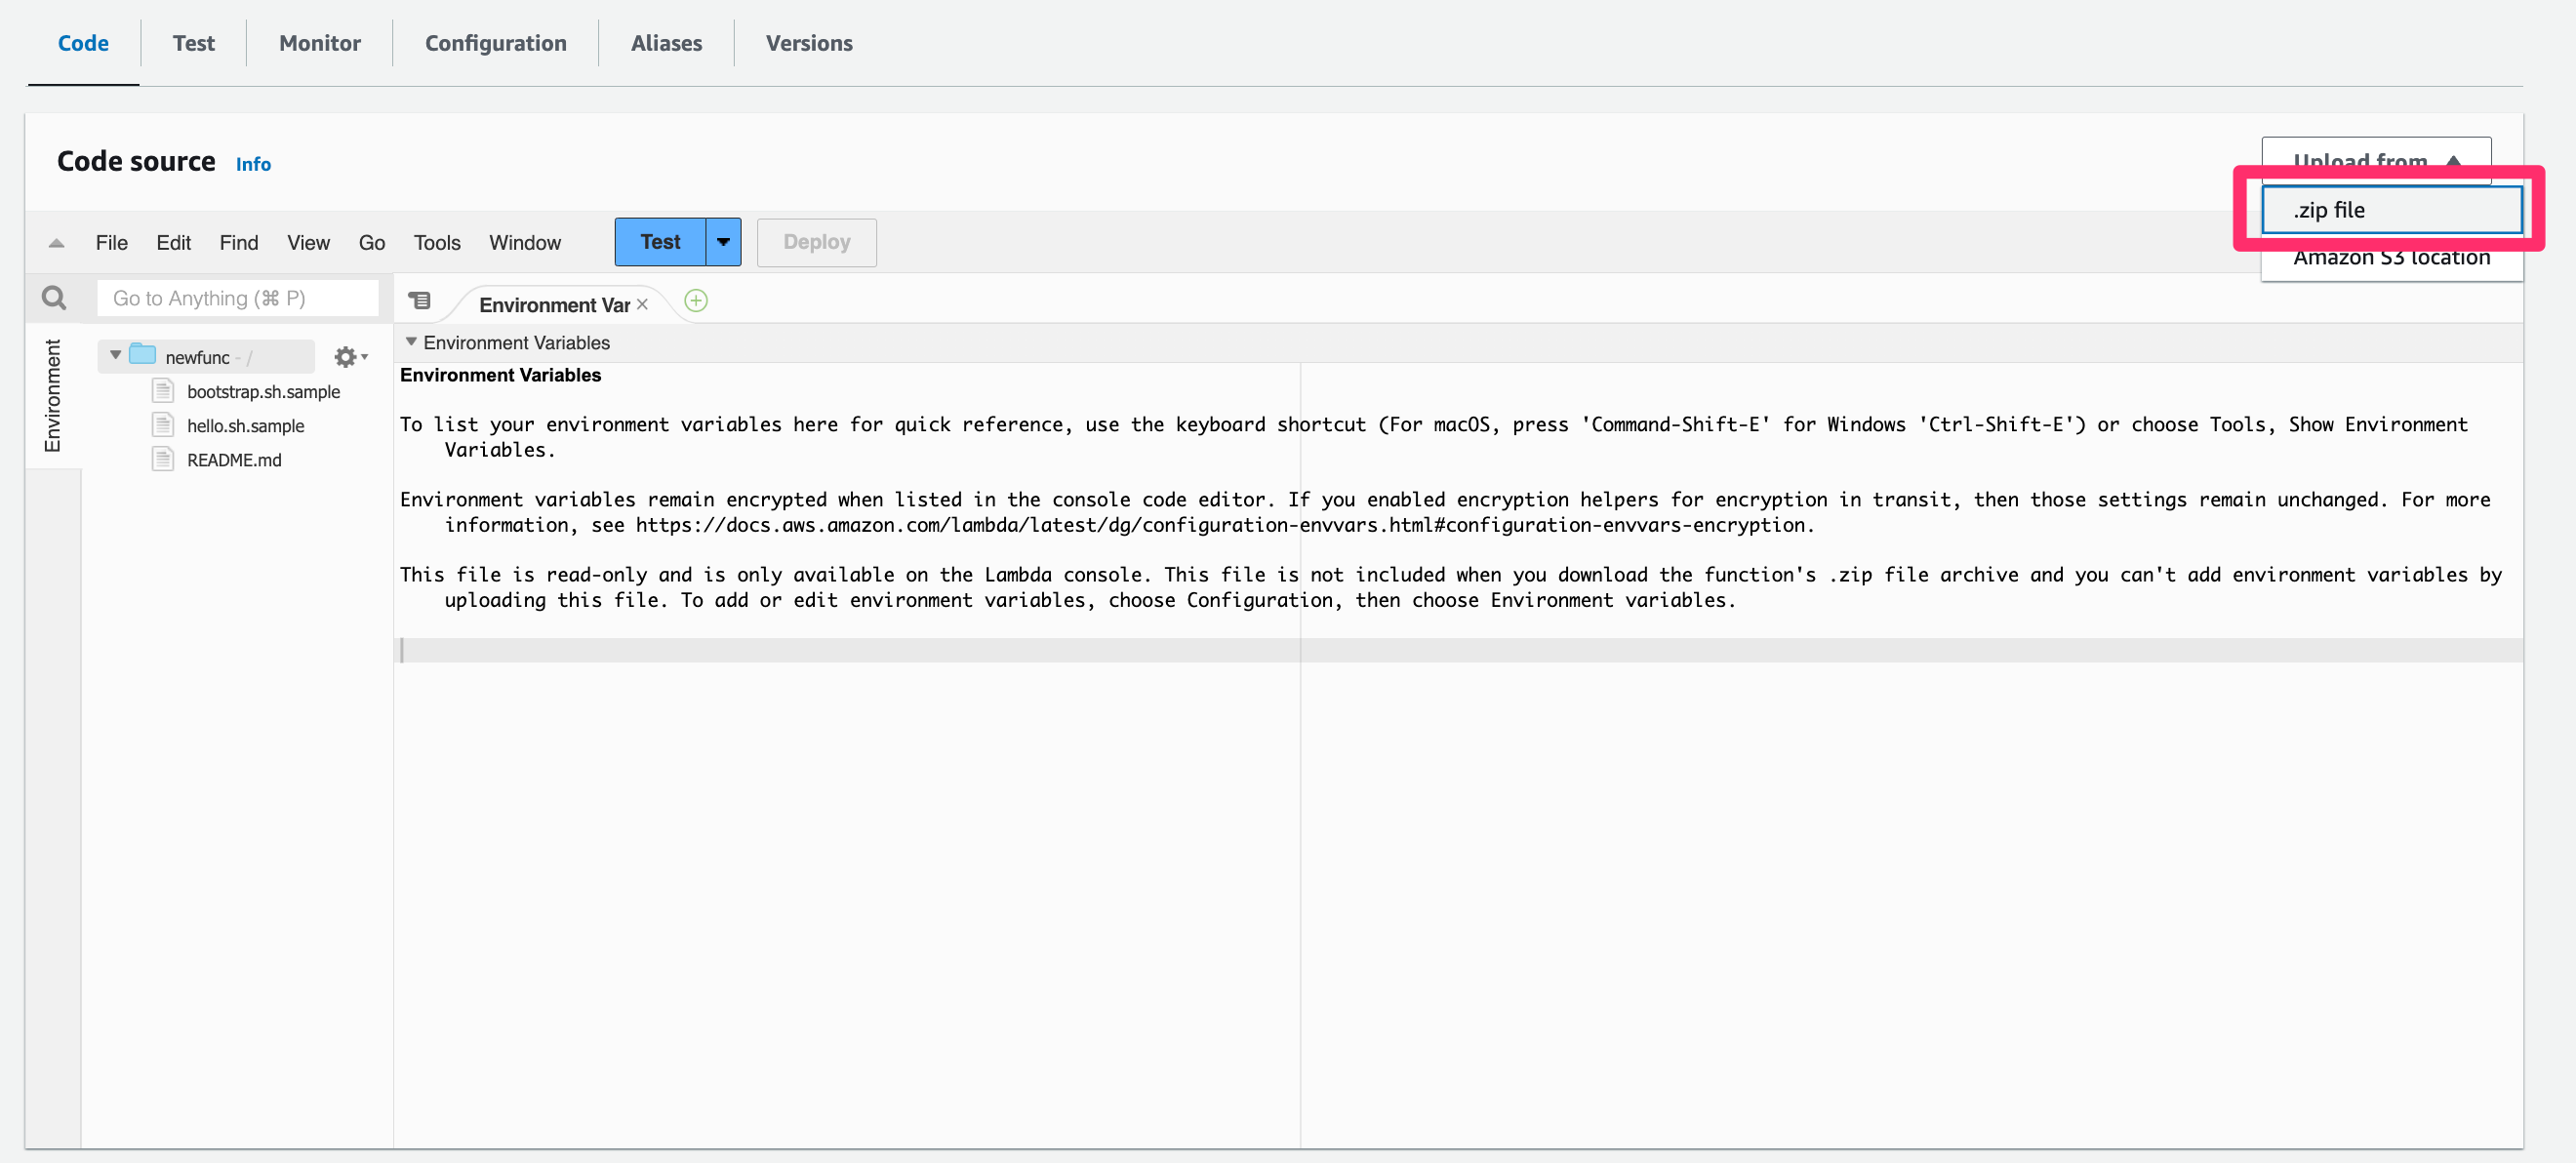 Code Test Monitor Configuration Aliases Versions
Code source Info
Upload from
.zip file
Amazon S3 location
File Edit Find View Go Tools Window Test Deploy
Go to Anything (⌘ P)
Environment Var
Environment
newfunc - /
bootstrap.sh.sample
hello.sh.sample
README.md
Environment Variables
Environment Variables
To list your environment variables here for quick reference, use the keyboard shortcut (For macOS, press 'Command-Shift-E' for Windows 'Ctrl-Shift-E') or choose Tools, Show Environment
Variables.
Environment variables remain encrypted when listed in the console code editor. If you enabled encryption helpers for encryption in transit, then those settings remain unchanged. For more
information, see https://docs.aws.amazon.com/lambda/latest/dg/configuration-envvars.html#configuration-envvars-encryption.
This file is read-only and is only available on the Lambda console. This file is not included when you download the function's .zip file archive and you can't add environment variables by
uploading this file. To add or edit environment variables, choose Configuration, then choose Environment variables.